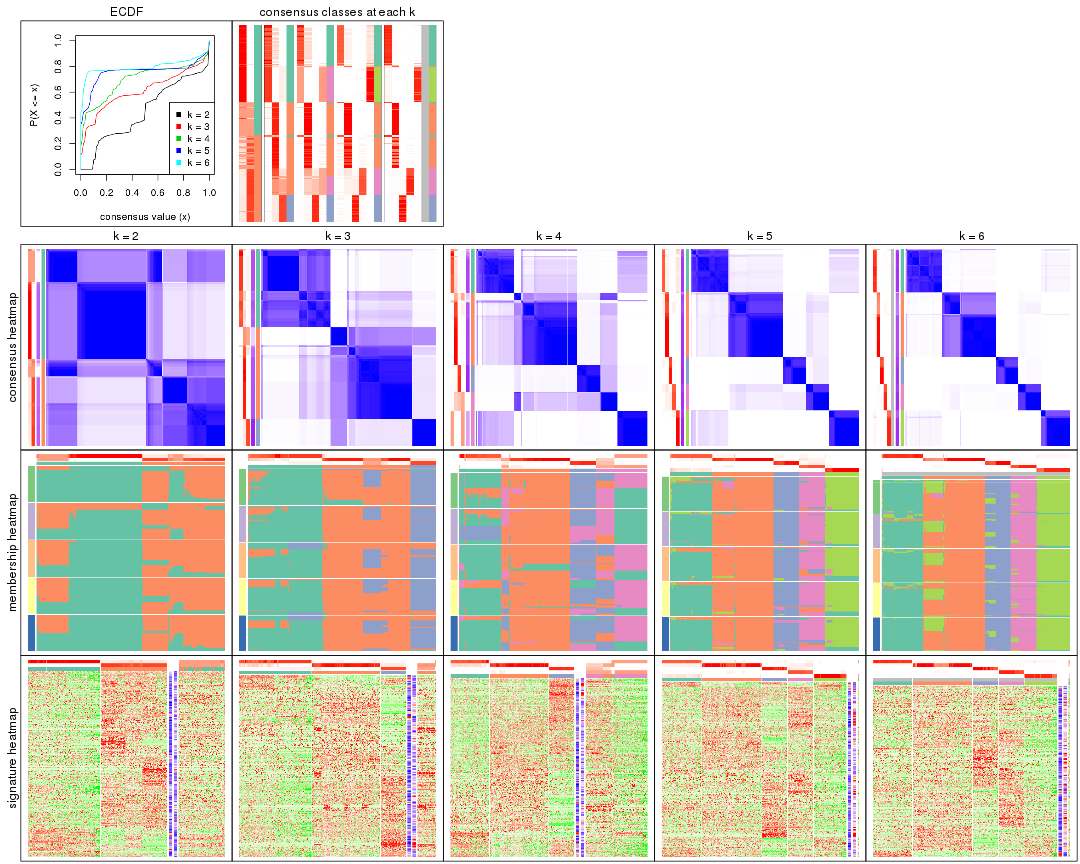 ECDF
consensus classes at each k
P(X <= x)
0.0 0.2 0.4 0.6 0.8 1.0
k = 2
k = 3
k = 4
k = 5
k = 6
0.0 0.2 0.4 0.6 0.8 1.0
consensus value (x)
k = 2
k = 3
k = 4
k = 5
k = 6
consensus heatmap
membership heatmap
signature heatmap